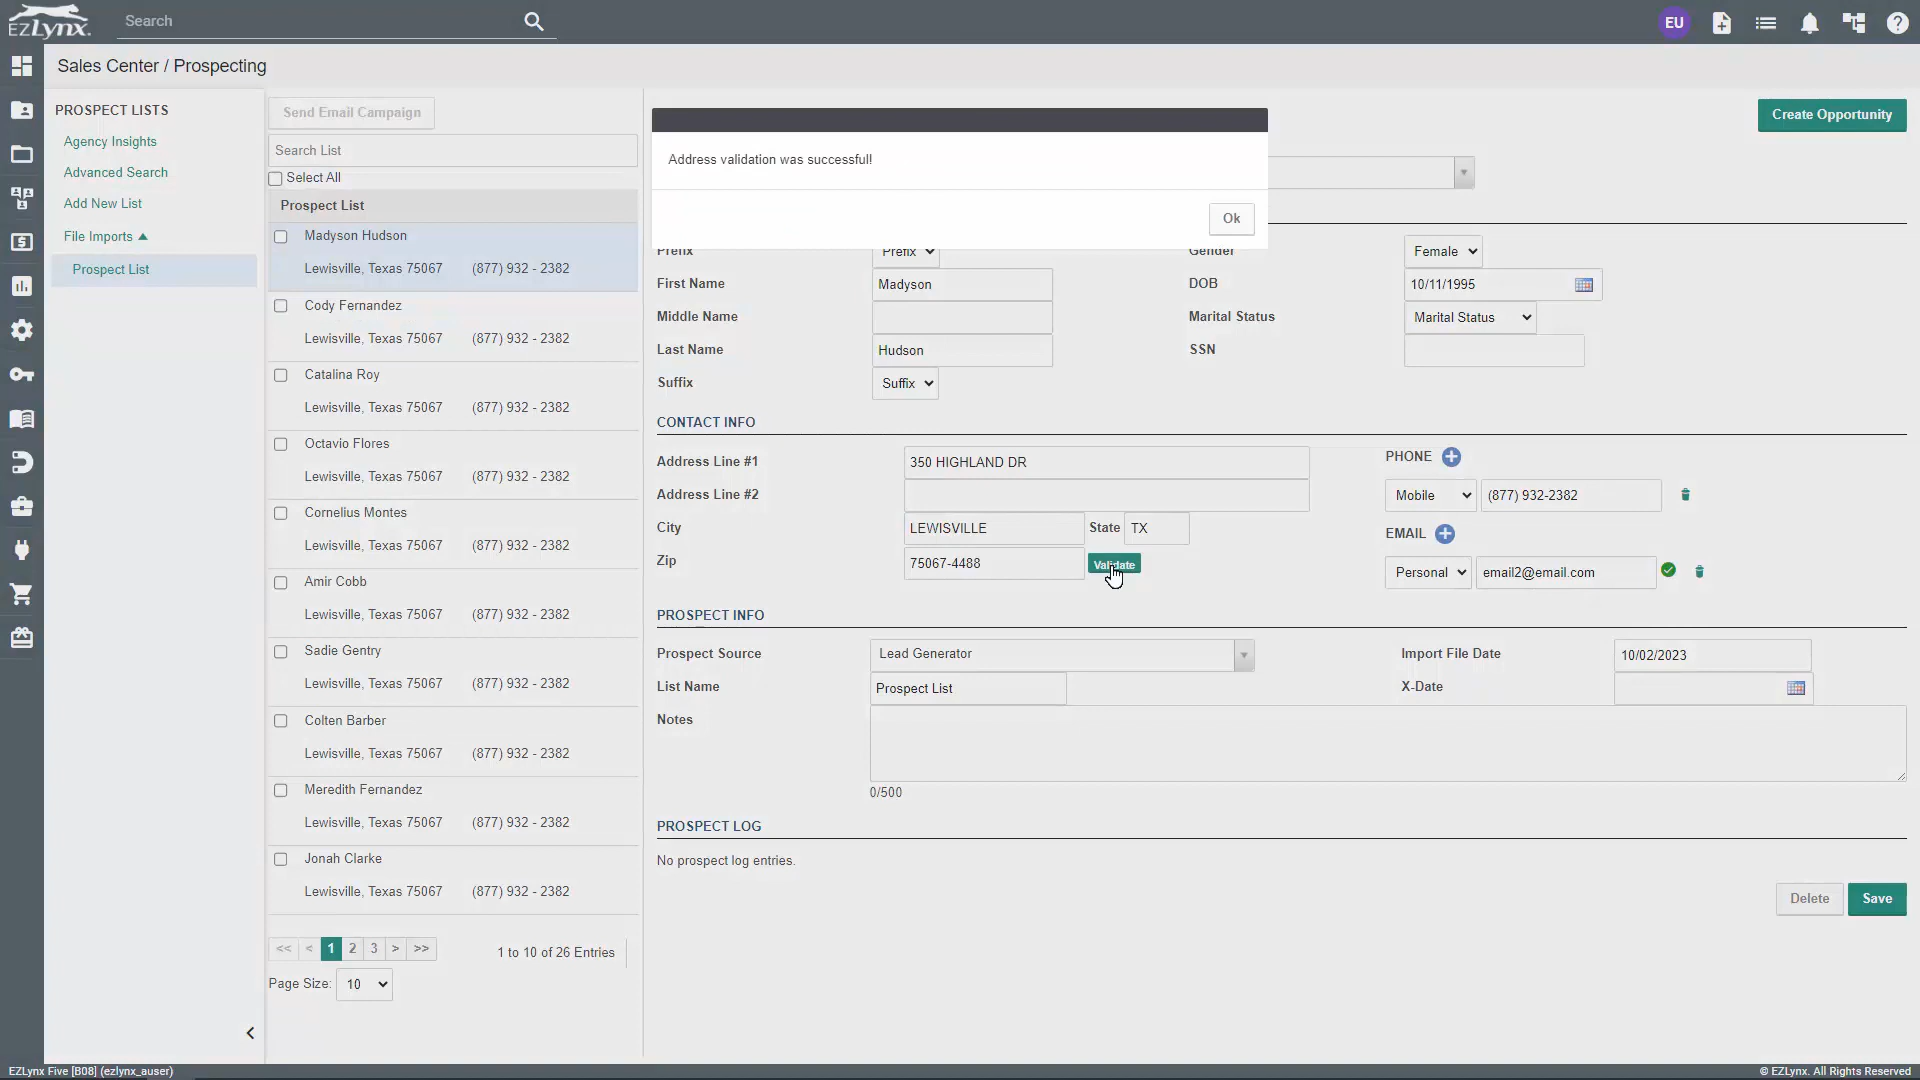 EZLynx
Search
EU
Sales Center / Prospecting
PROSPECT LISTS
Agency Insights
Advanced Search
Add New List
File Imports
Prospect List
Send Email Campaign
Search List
Select All
Prospect List
Madyson Hudson
Lewisville, Texas 75067 (877) 932 - 2382
Cody Fernandez
Lewisville, Texas 75067 (877) 932 - 2382
Catalina Roy
Lewisville, Texas 75067 (877) 932 - 2382
Octavio Flores
Lewisville, Texas 75067 (877) 932 - 2382
Cornelius Montes
Lewisville, Texas 75067 (877) 932 - 2382
Amir Cobb
Lewisville, Texas 75067 (877) 932 - 2382
Sadie Gentry
Lewisville, Texas 75067 (877) 932 - 2382
Colten Barber
Lewisville, Texas 75067 (877) 932 - 2382
Meredith Fernandez
Lewisville, Texas 75067 (877) 932 - 2382
Jonah Clarke
Lewisville, Texas 75067 (877) 932 - 2382
<< < 1 2 3 > >> 1 to 10 of 26 Entries
Page Size: 10
Create Opportunity
Address validation was successful!
Ok
Prefix Prefix Gender Female
First Name Madyson DOB 10/11/1995
Middle Name Marital Status Marital Status
Last Name Hudson SSN
Suffix Suffix
CONTACT INFO
Address Line #1 350 HIGHLAND DR PHONE
Address Line #2 Mobile (877) 932-2382
City LEWISVILLE State TX EMAIL
Zip 75067-4488 Validate Personal email2@email.com
PROSPECT INFO
Prospect Source Lead Generator Import File Date 10/02/2023
List Name Prospect List X-Date
Notes
0/500
PROSPECT LOG
No prospect log entries.
Delete Save
EZLynx Five [B08] (ezlynx_auser) © EZLynx. All Rights Reserved